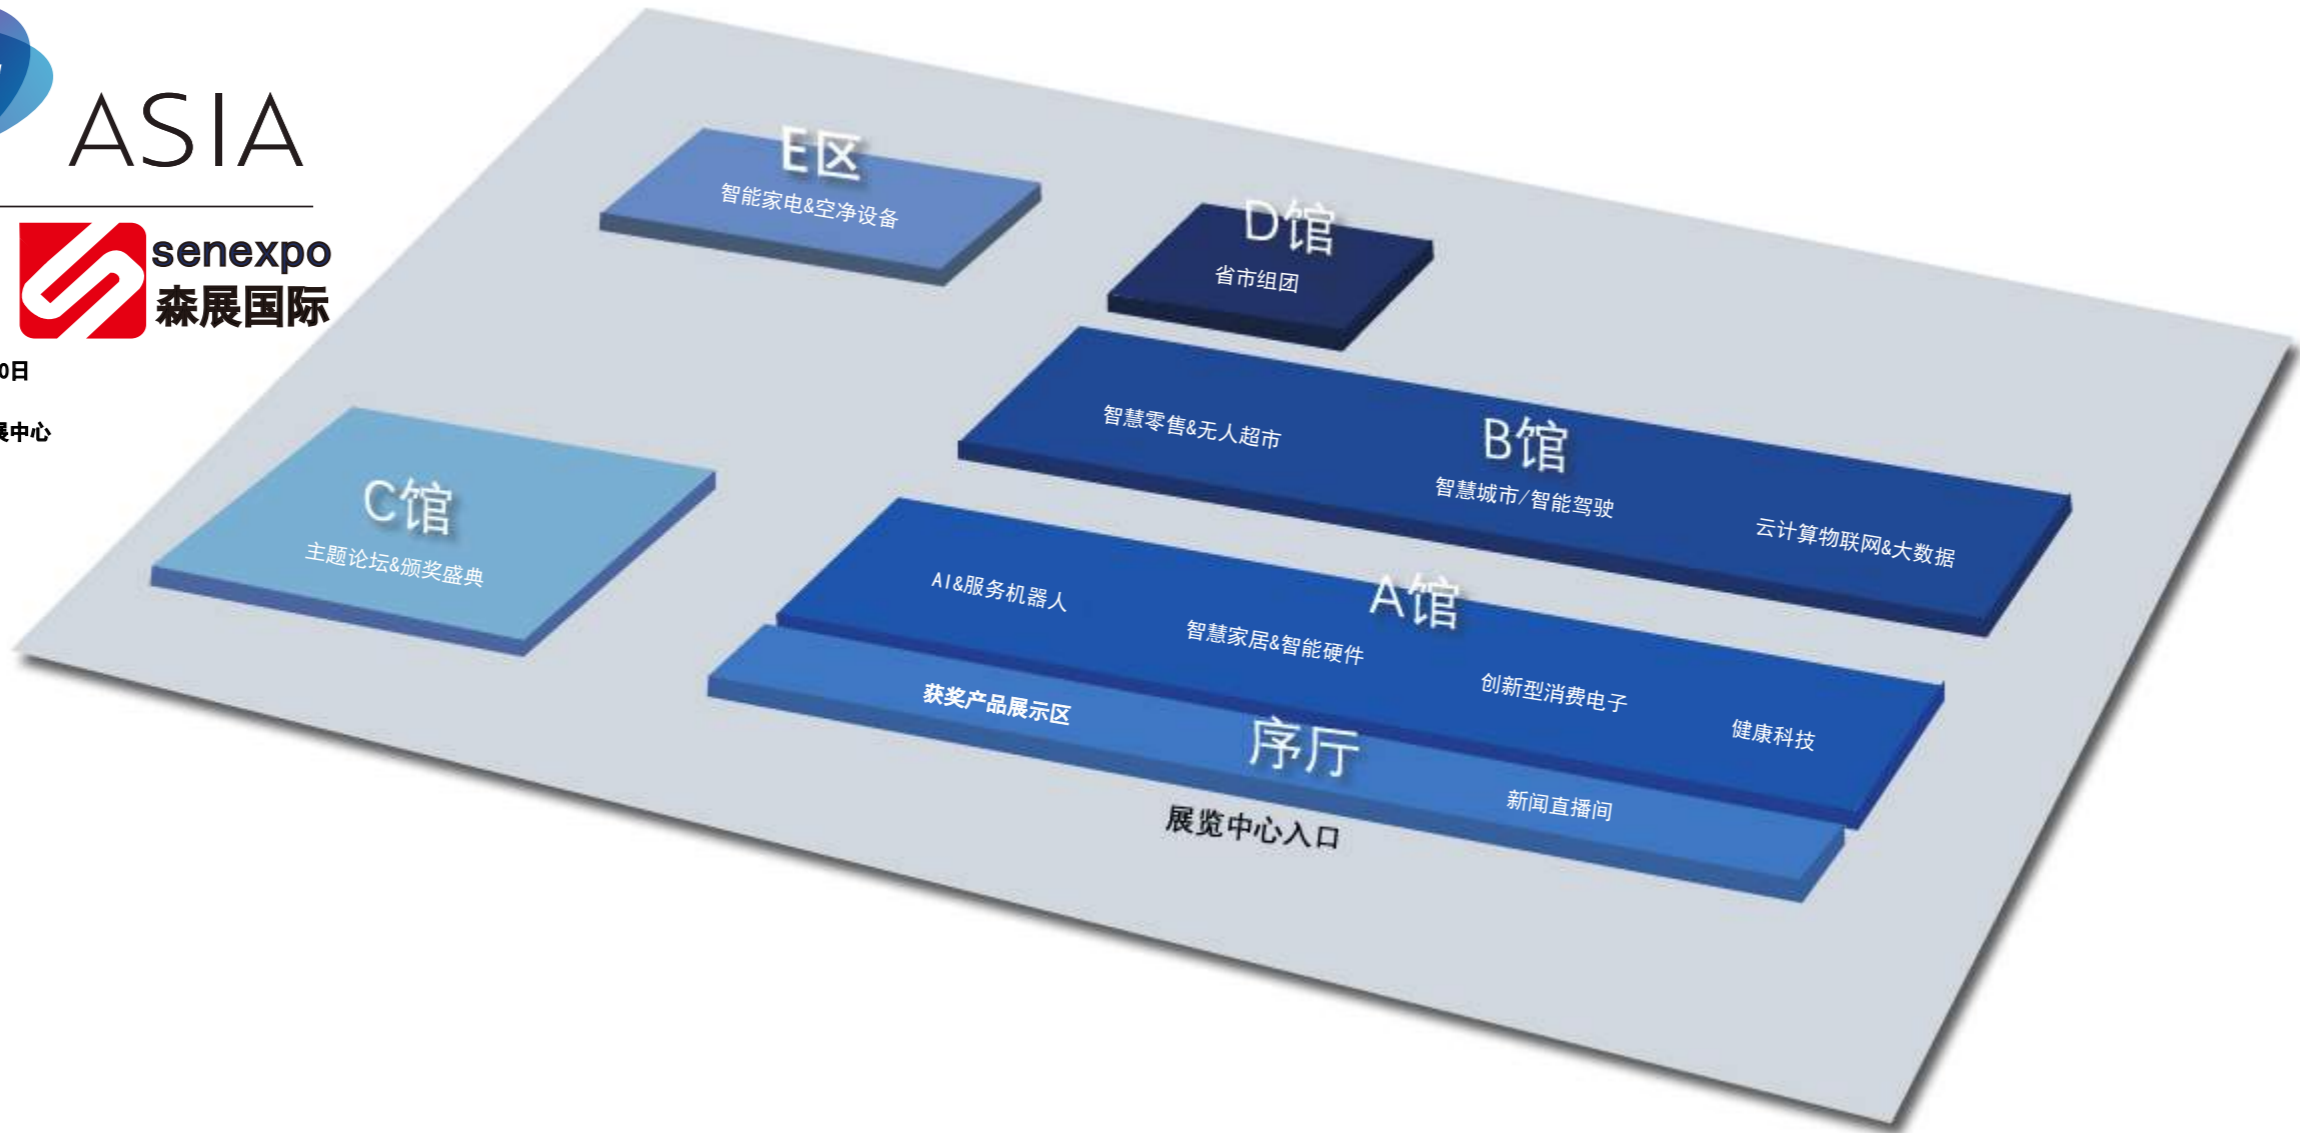 ASIA
senexpo
森展国际
0日
展中心
E区
智能家电&空净设备
D馆
省市组团
B馆
智慧零售&无人超市
智慧城市/智能驾驶
云计算物联网&大数据
C馆
主题论坛&颁奖盛典
A馆
AI&服务机器人
智慧家居&智能硬件
创新型消费电子
健康科技
获奖产品展示区
序厅
新闻直播间
展览中心入口